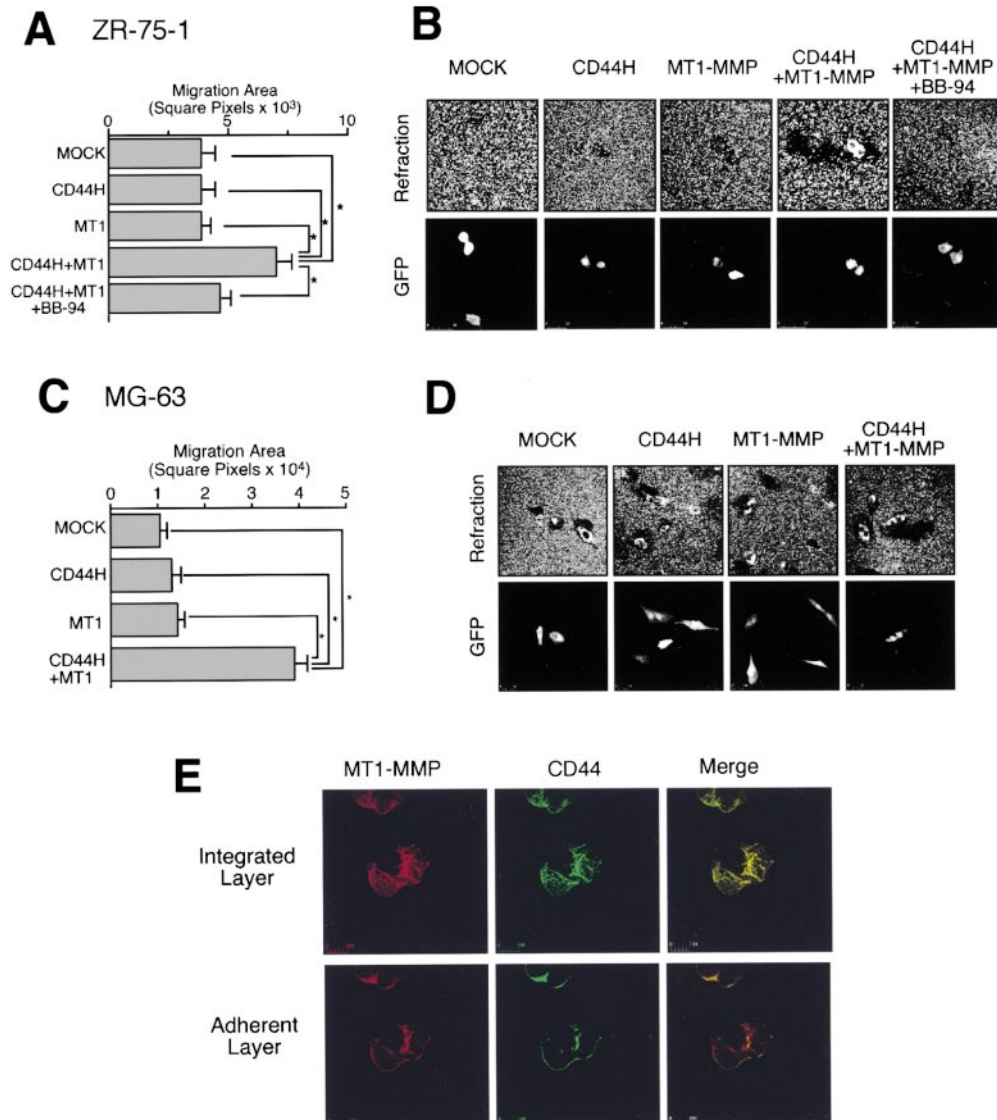 A ZR-75-1
Migration Area
(Square Pixels x 10³)
0 5 10
MOCK
CD44H
MT1
CD44H+MT1
CD44H+MT1
+BB-94
*
*
*
*
B
MOCK CD44H MT1-MMP CD44H
+MT1-MMP CD44H
+MT1-MMP
+BB-94
Refraction
GFP
C MG-63
Migration Area
(Square Pixels x 10⁴)
0 1 2 3 4 5
MOCK
CD44H
MT1
CD44H
+MT1
*
*
*
D
MOCK CD44H MT1-MMP CD44H
+MT1-MMP
Refraction
GFP
E
MT1-MMP CD44 Merge
Integrated
Layer
Adherent
Layer